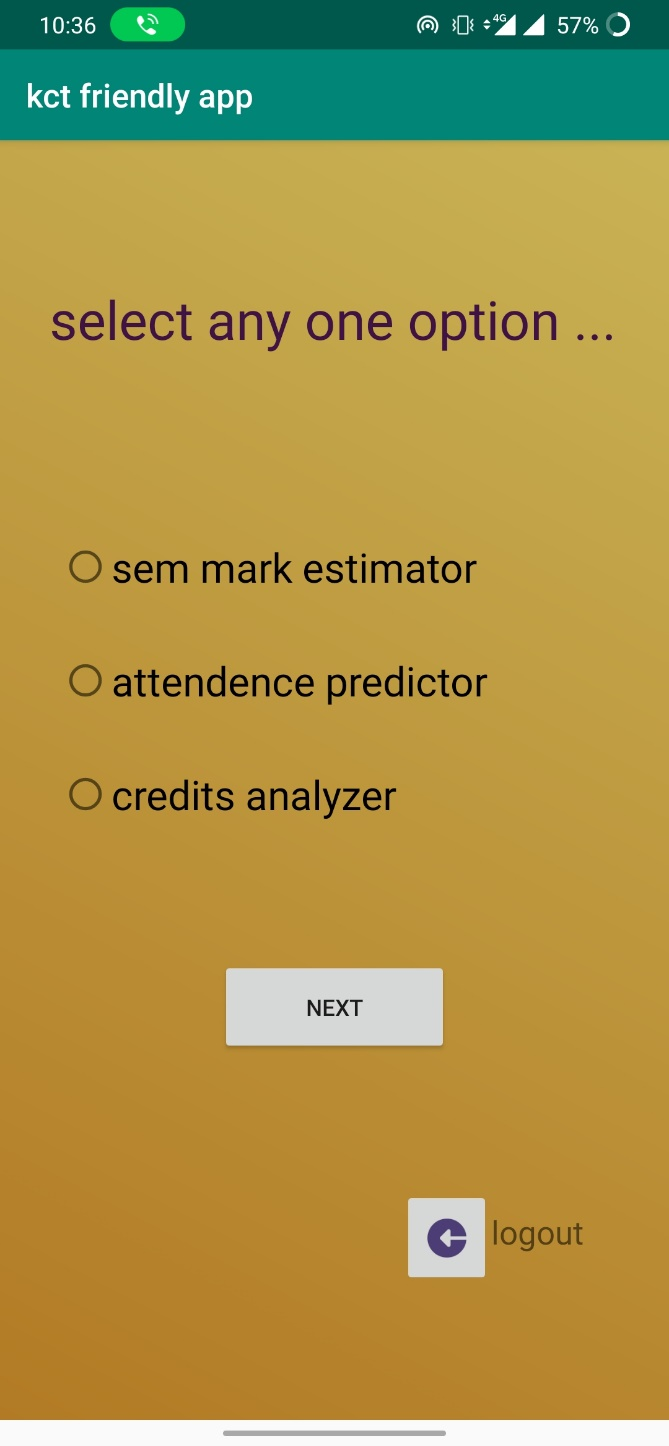 10:36 4G 57%
kct friendly app
select any one option ...
sem mark estimator
attendence predictor
credits analyzer
NEXT
logout